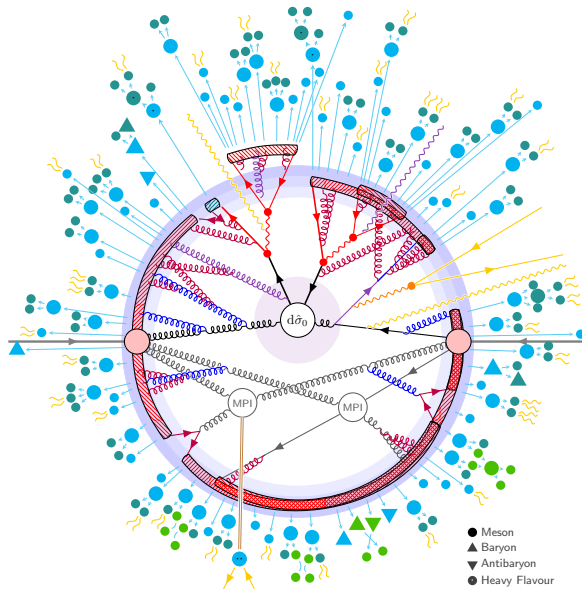 dσ̂₀
MPI
MPI
Meson
Baryon
Antibaryon
Heavy Flavour